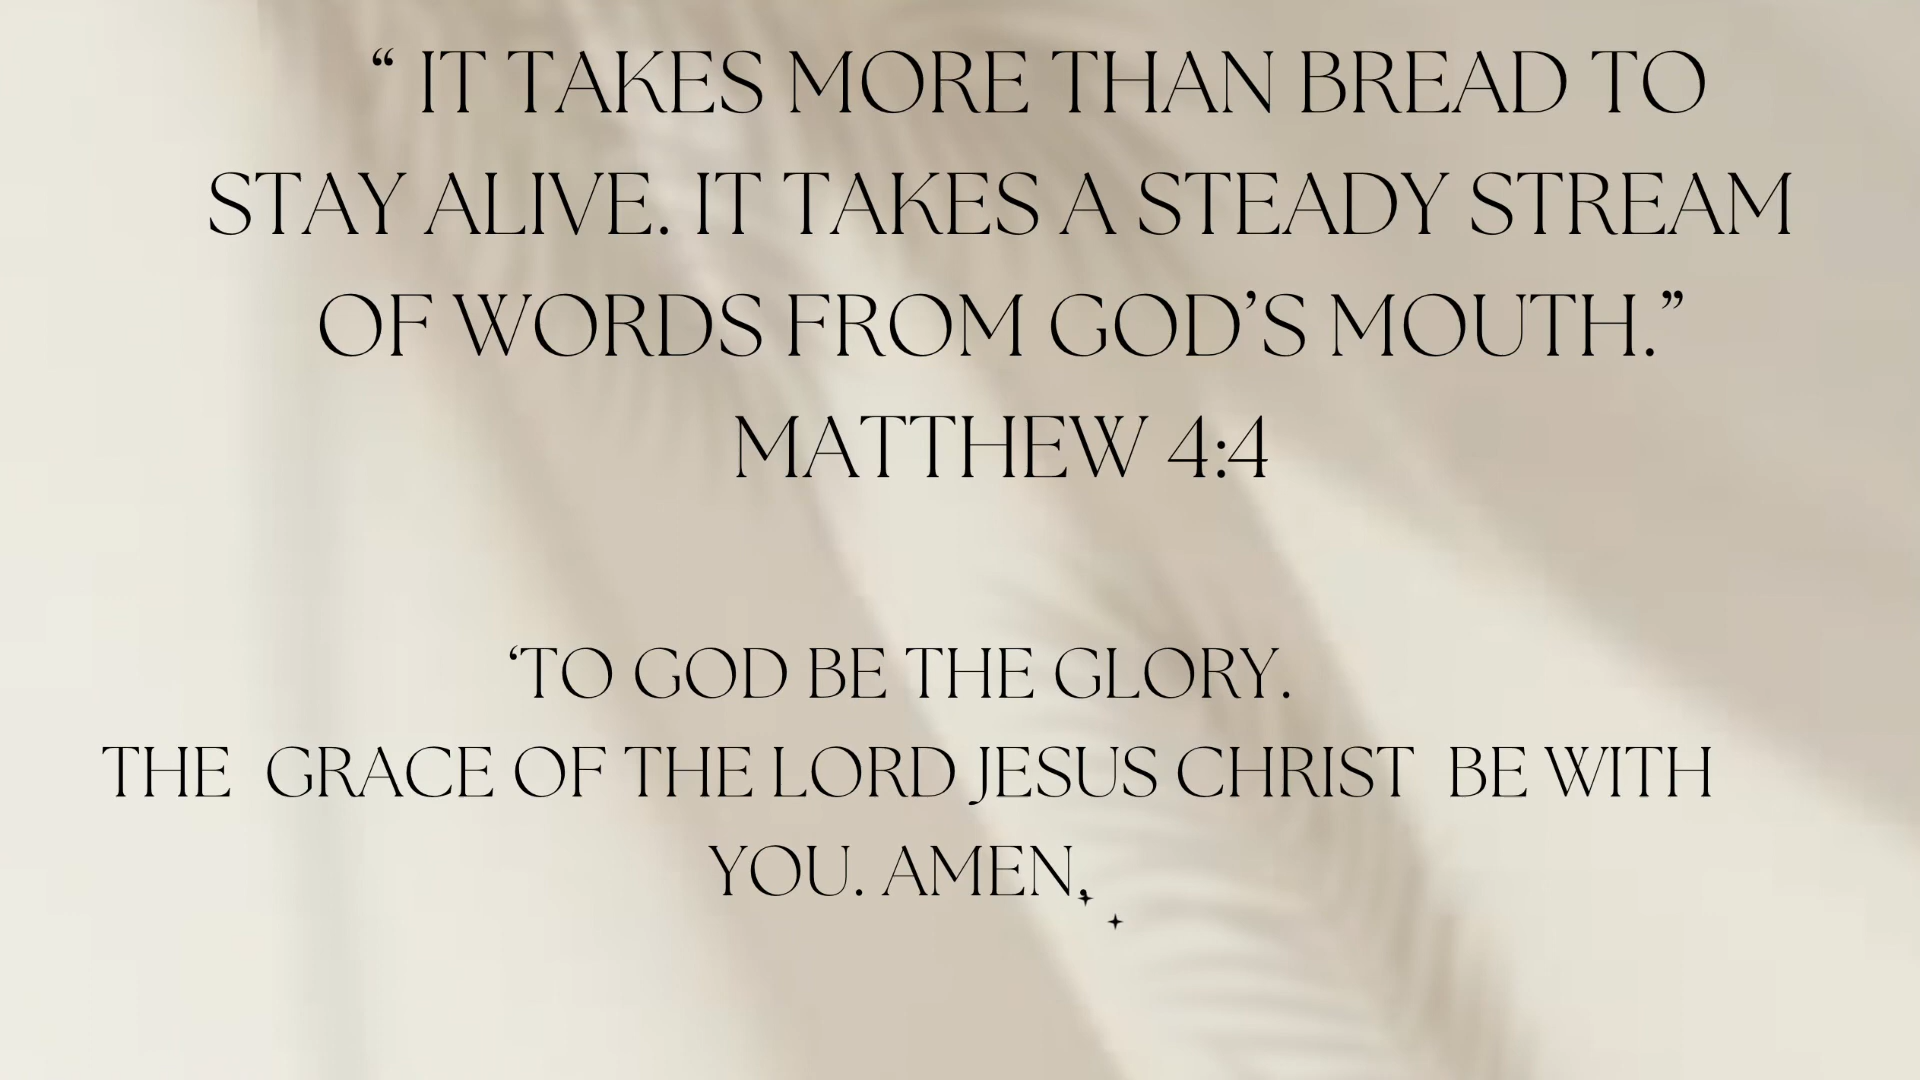 “ IT TAKES MORE THAN BREAD TO
STAY ALIVE. IT TAKES A STEADY STREAM
OF WORDS FROM GOD’S MOUTH.”
MATTHEW 4:4
‘TO GOD BE THE GLORY.
THE GRACE OF THE LORD JESUS CHRIST BE WITH
YOU. AMEN,